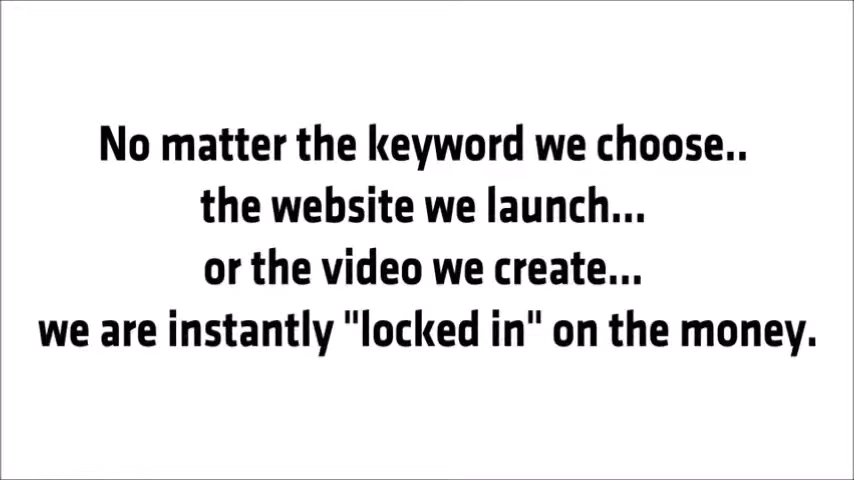 No matter the keyword we choose..
the website we launch...
or the video we create...
we are instantly "locked in" on the money.